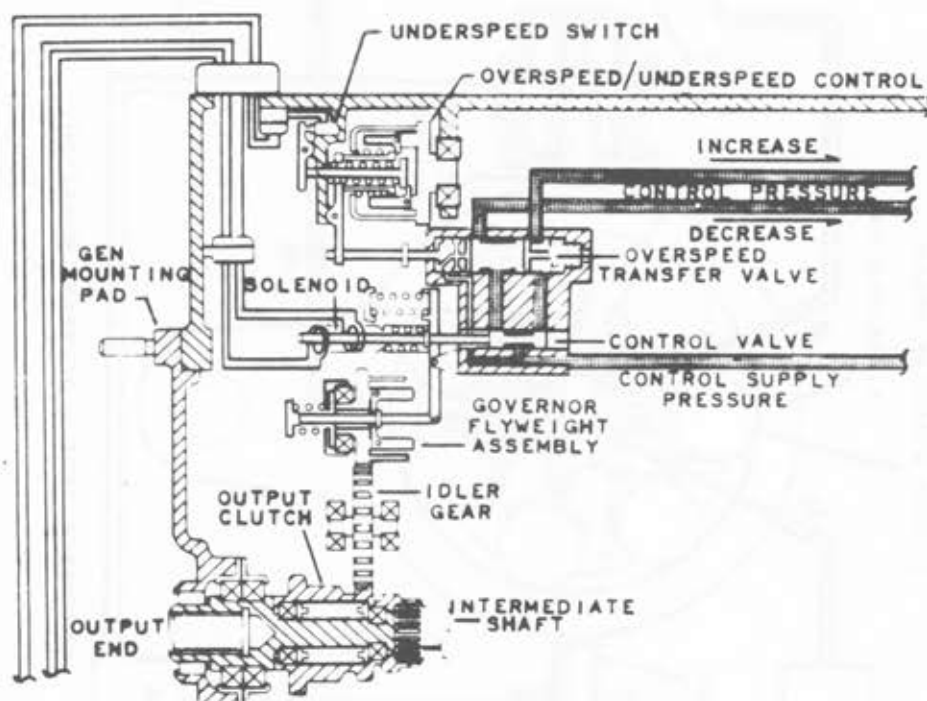 UNDERSPEED SWITCH
OVERSPEED/UNDERSPEED CONTROL
INCREASE
CONTROL PRESSURE
DECREASE
OVERSPEED
TRANSFER VALVE
GEN
MOUNTING
PAD
SOLENOID
CONTROL VALVE
CONTROL SUPPLY
PRESSURE
GOVERNOR
FLYWEIGHT
ASSEMBLY
OUTPUT
CLUTCH
IDLER
GEAR
INTERMEDIATE
SHAFT
OUTPUT
END